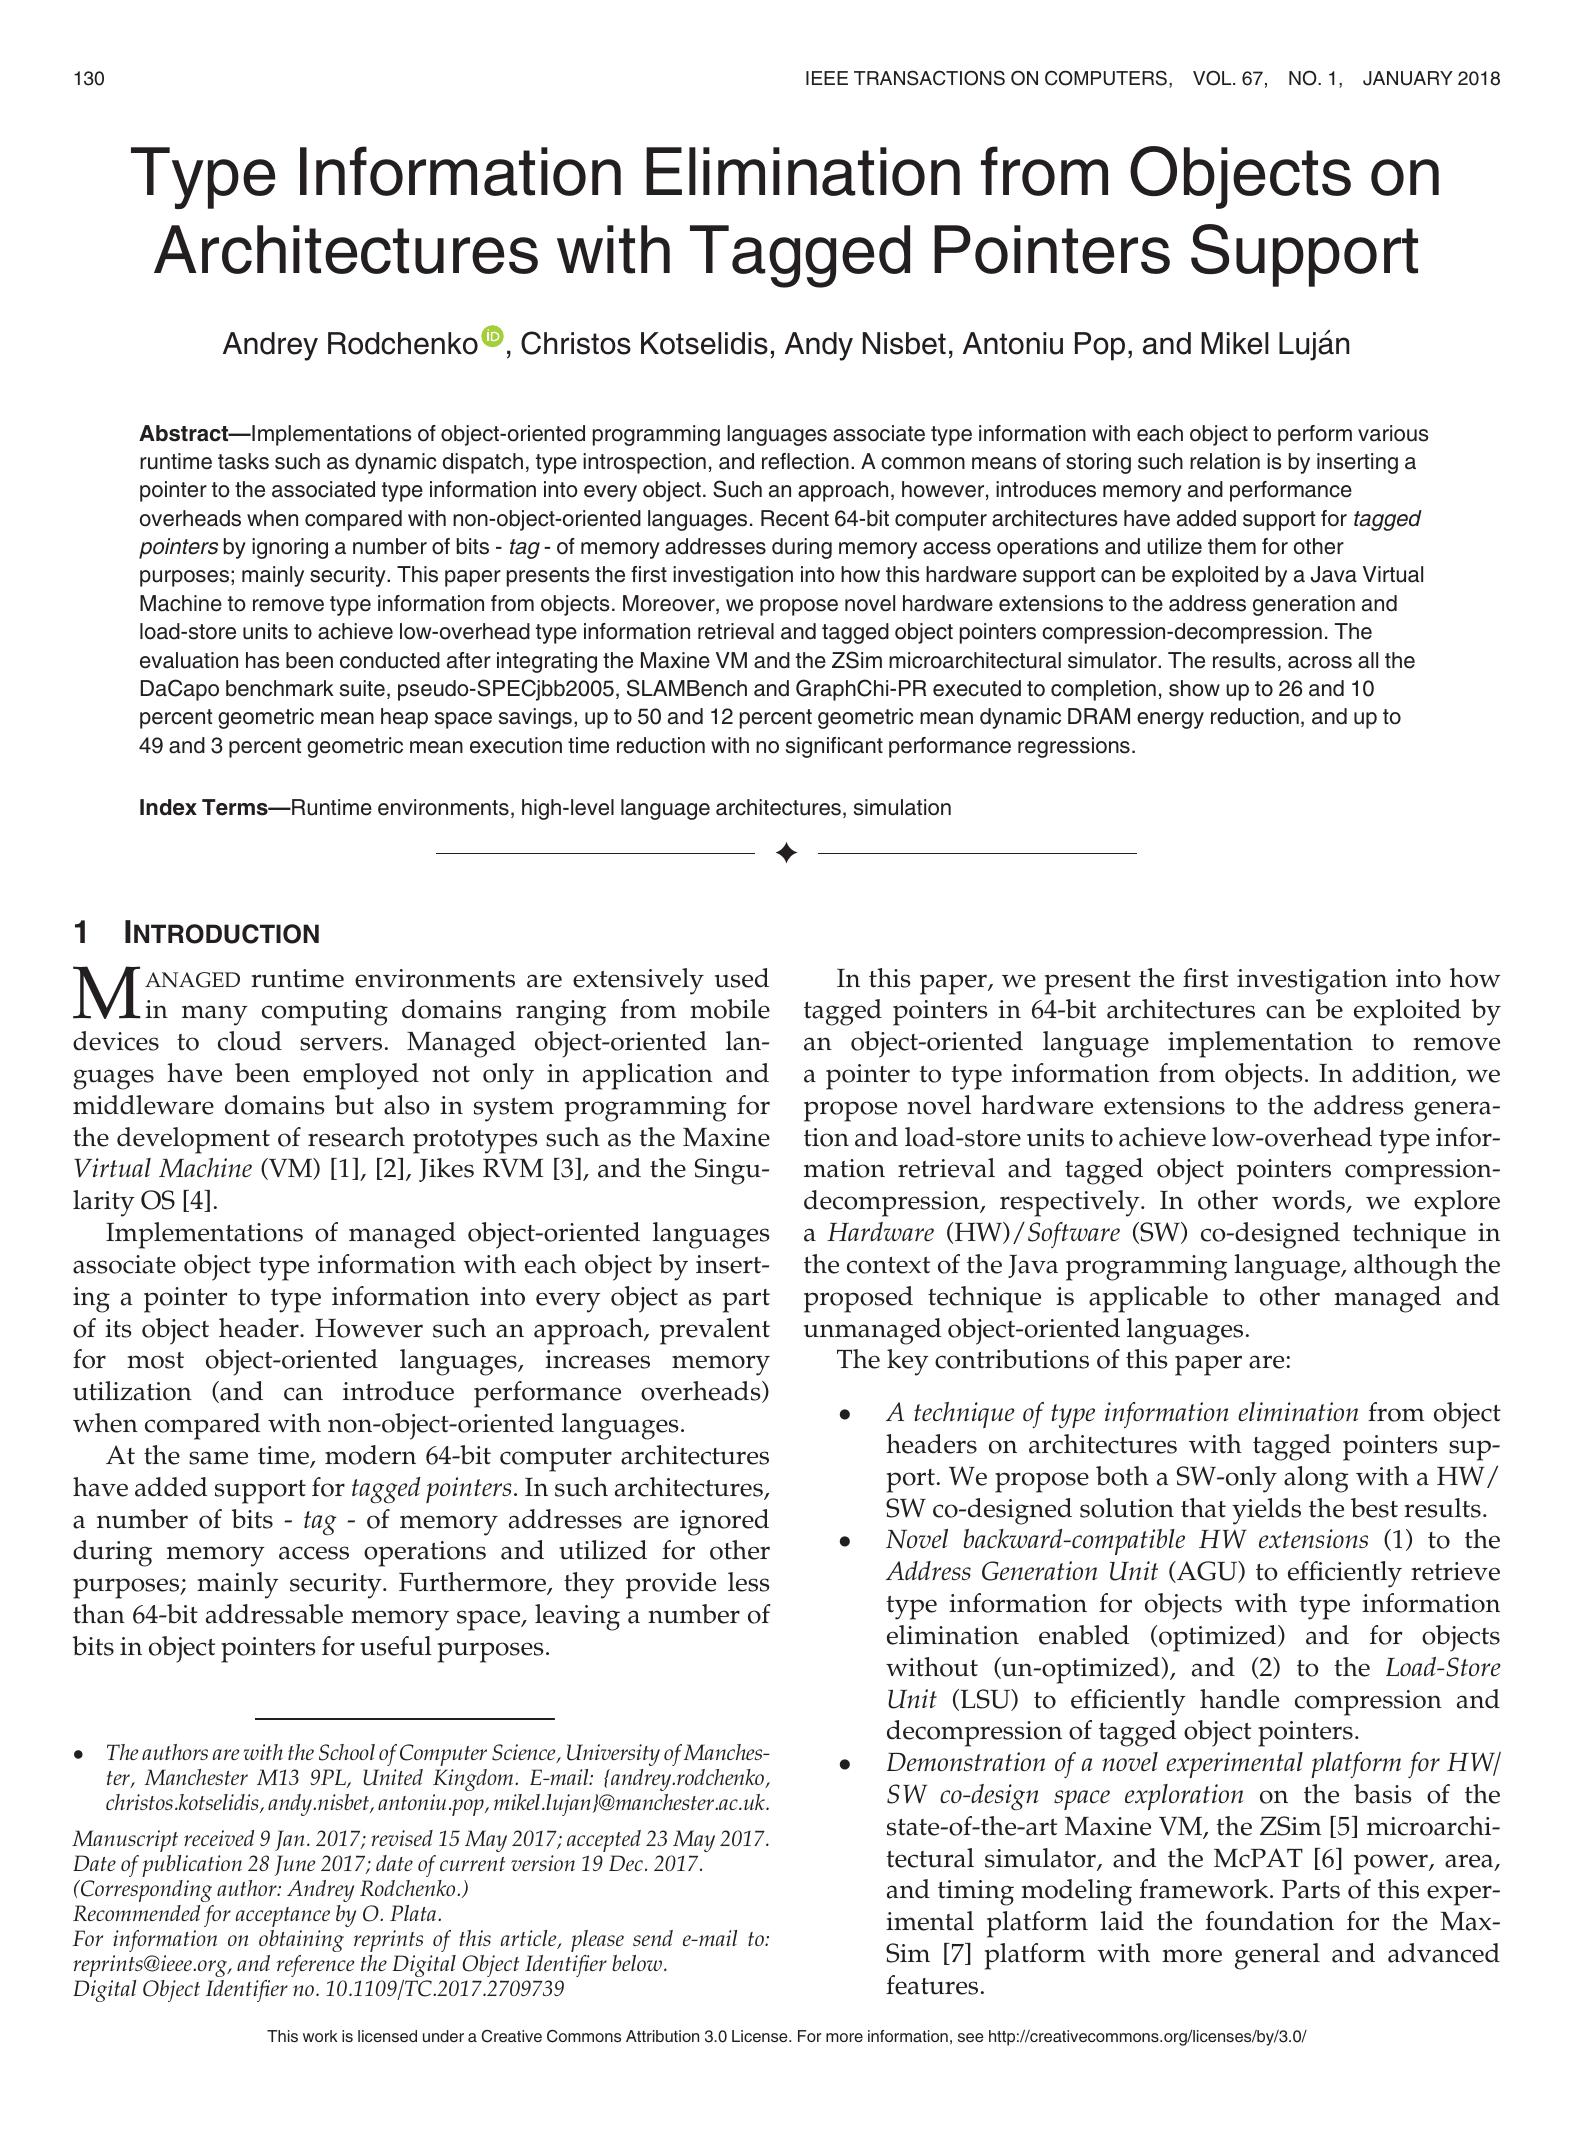 130
IEEE TRANSACTIONS ON COMPUTERS, VOL. 67, NO. 1, JANUARY 2018
Type Information Elimination from Objects on
Architectures with Tagged Pointers Support
Andrey Rodchenko iD, Christos Kotselidis, Andy Nisbet, Antoniu Pop, and Mikel Luján
Abstract—Implementations of object-oriented programming languages associate type information with each object to perform various
runtime tasks such as dynamic dispatch, type introspection, and reflection. A common means of storing such relation is by inserting a
pointer to the associated type information into every object. Such an approach, however, introduces memory and performance
overheads when compared with non-object-oriented languages. Recent 64-bit computer architectures have added support for tagged
pointers by ignoring a number of bits - tag - of memory addresses during memory access operations and utilize them for other
purposes; mainly security. This paper presents the first investigation into how this hardware support can be exploited by a Java Virtual
Machine to remove type information from objects. Moreover, we propose novel hardware extensions to the address generation and
load-store units to achieve low-overhead type information retrieval and tagged object pointers compression-decompression. The
evaluation has been conducted after integrating the Maxine VM and the ZSim microarchitectural simulator. The results, across all the
DaCapo benchmark suite, pseudo-SPECjbb2005, SLAMBench and GraphChi-PR executed to completion, show up to 26 and 10
percent geometric mean heap space savings, up to 50 and 12 percent geometric mean dynamic DRAM energy reduction, and up to
49 and 3 percent geometric mean execution time reduction with no significant performance regressions.
Index Terms—Runtime environments, high-level language architectures, simulation
1 INTRODUCTION
MANAGED runtime environments are extensively used
in many computing domains ranging from mobile
devices to cloud servers. Managed object-oriented lan-
guages have been employed not only in application and
middleware domains but also in system programming for
the development of research prototypes such as the Maxine
Virtual Machine (VM) [1], [2], Jikes RVM [3], and the Singu-
larity OS [4].
Implementations of managed object-oriented languages
associate object type information with each object by insert-
ing a pointer to type information into every object as part
of its object header. However such an approach, prevalent
for most object-oriented languages, increases memory
utilization (and can introduce performance overheads)
when compared with non-object-oriented languages.
At the same time, modern 64-bit computer architectures
have added support for tagged pointers. In such architectures,
a number of bits - tag - of memory addresses are ignored
during memory access operations and utilized for other
purposes; mainly security. Furthermore, they provide less
than 64-bit addressable memory space, leaving a number of
bits in object pointers for useful purposes.
• The authors are with the School of Computer Science, University of Manches-
ter, Manchester M13 9PL, United Kingdom. E-mail: {andrey.rodchenko,
christos.kotselidis, andy.nisbet, antoniu.pop, mikel.lujan}@manchester.ac.uk.
Manuscript received 9 Jan. 2017; revised 15 May 2017; accepted 23 May 2017.
Date of publication 28 June 2017; date of current version 19 Dec. 2017.
(Corresponding author: Andrey Rodchenko.)
Recommended for acceptance by O. Plata.
For information on obtaining reprints of this article, please send e-mail to:
reprints@ieee.org, and reference the Digital Object Identifier below.
Digital Object Identifier no. 10.1109/TC.2017.2709739
In this paper, we present the first investigation into how
tagged pointers in 64-bit architectures can be exploited by
an object-oriented language implementation to remove
a pointer to type information from objects. In addition, we
propose novel hardware extensions to the address genera-
tion and load-store units to achieve low-overhead type infor-
mation retrieval and tagged object pointers compression-
decompression, respectively. In other words, we explore
a Hardware (HW)/Software (SW) co-designed technique in
the context of the Java programming language, although the
proposed technique is applicable to other managed and
unmanaged object-oriented languages.
The key contributions of this paper are:
• A technique of type information elimination from object
headers on architectures with tagged pointers sup-
port. We propose both a SW-only along with a HW/
SW co-designed solution that yields the best results.
• Novel backward-compatible HW extensions (1) to the
Address Generation Unit (AGU) to efficiently retrieve
type information for objects with type information
elimination enabled (optimized) and for objects
without (un-optimized), and (2) to the Load-Store
Unit (LSU) to efficiently handle compression and
decompression of tagged object pointers.
• Demonstration of a novel experimental platform for HW/
SW co-design space exploration on the basis of the
state-of-the-art Maxine VM, the ZSim [5] microarchi-
tectural simulator, and the McPAT [6] power, area,
and timing modeling framework. Parts of this exper-
imental platform laid the foundation for the Max-
Sim [7] platform with more general and advanced
features.
This work is licensed under a Creative Commons Attribution 3.0 License. For more information, see http://creativecommons.org/licenses/by/3.0/